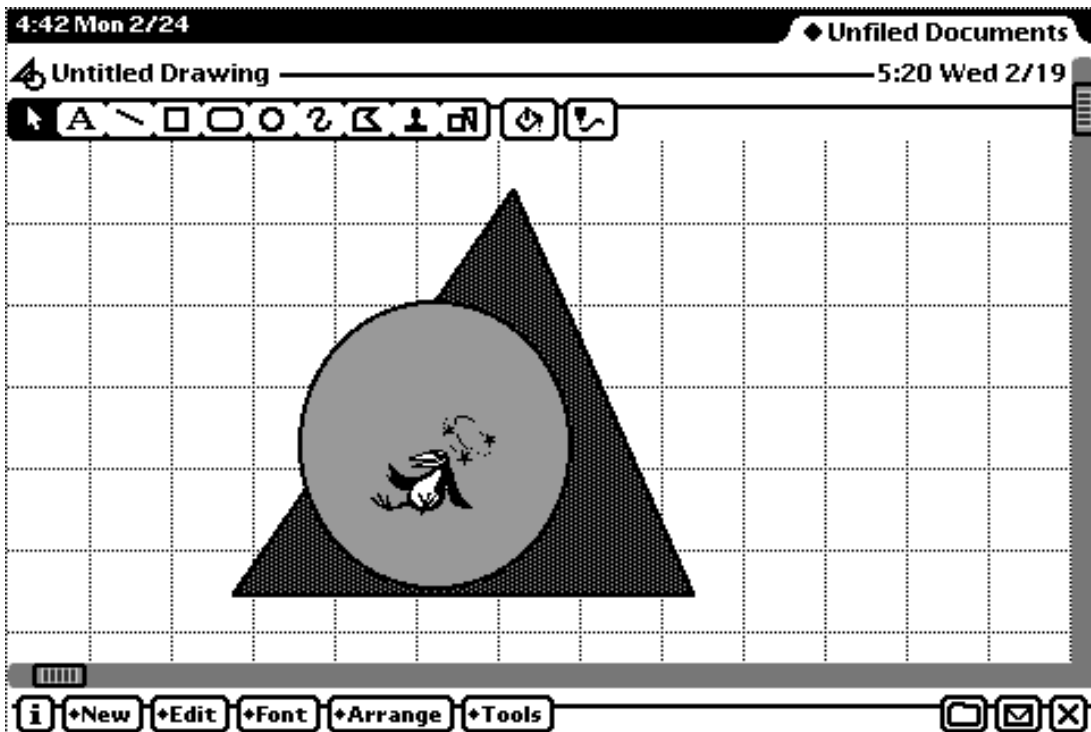 4:42 Mon 2/24
◆ Unfiled Documents
Untitled Drawing
5:20 Wed 2/19
A
i ◆New ◆Edit ◆Font ◆Arrange ◆Tools